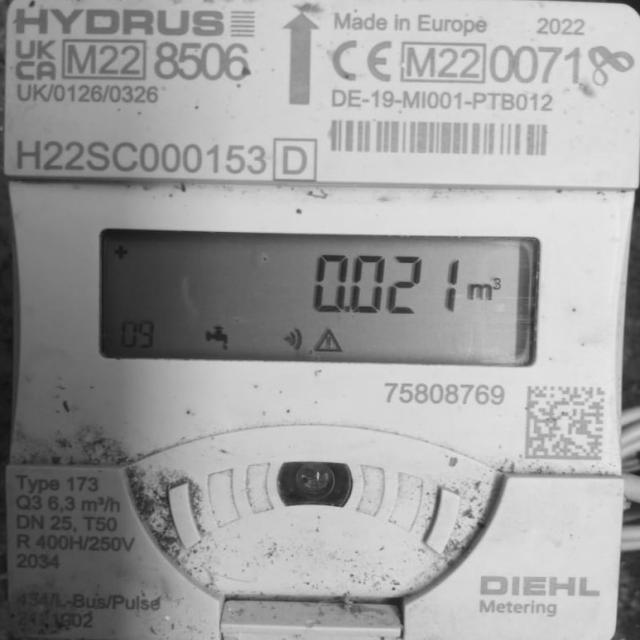 HYDRUS
Made in Europe 2022
UK
CA M22 8506
CE M22 0071
UK/0126/0326
DE-19-MI001-PTB012
H22SC000153 D
+
0.021 m³
09
75808769
Type 173
Q3 6,3 m³/h
DN 25, T50
R 400H/250V
2034
L-Bus/Pulse
DIEHL
Metering